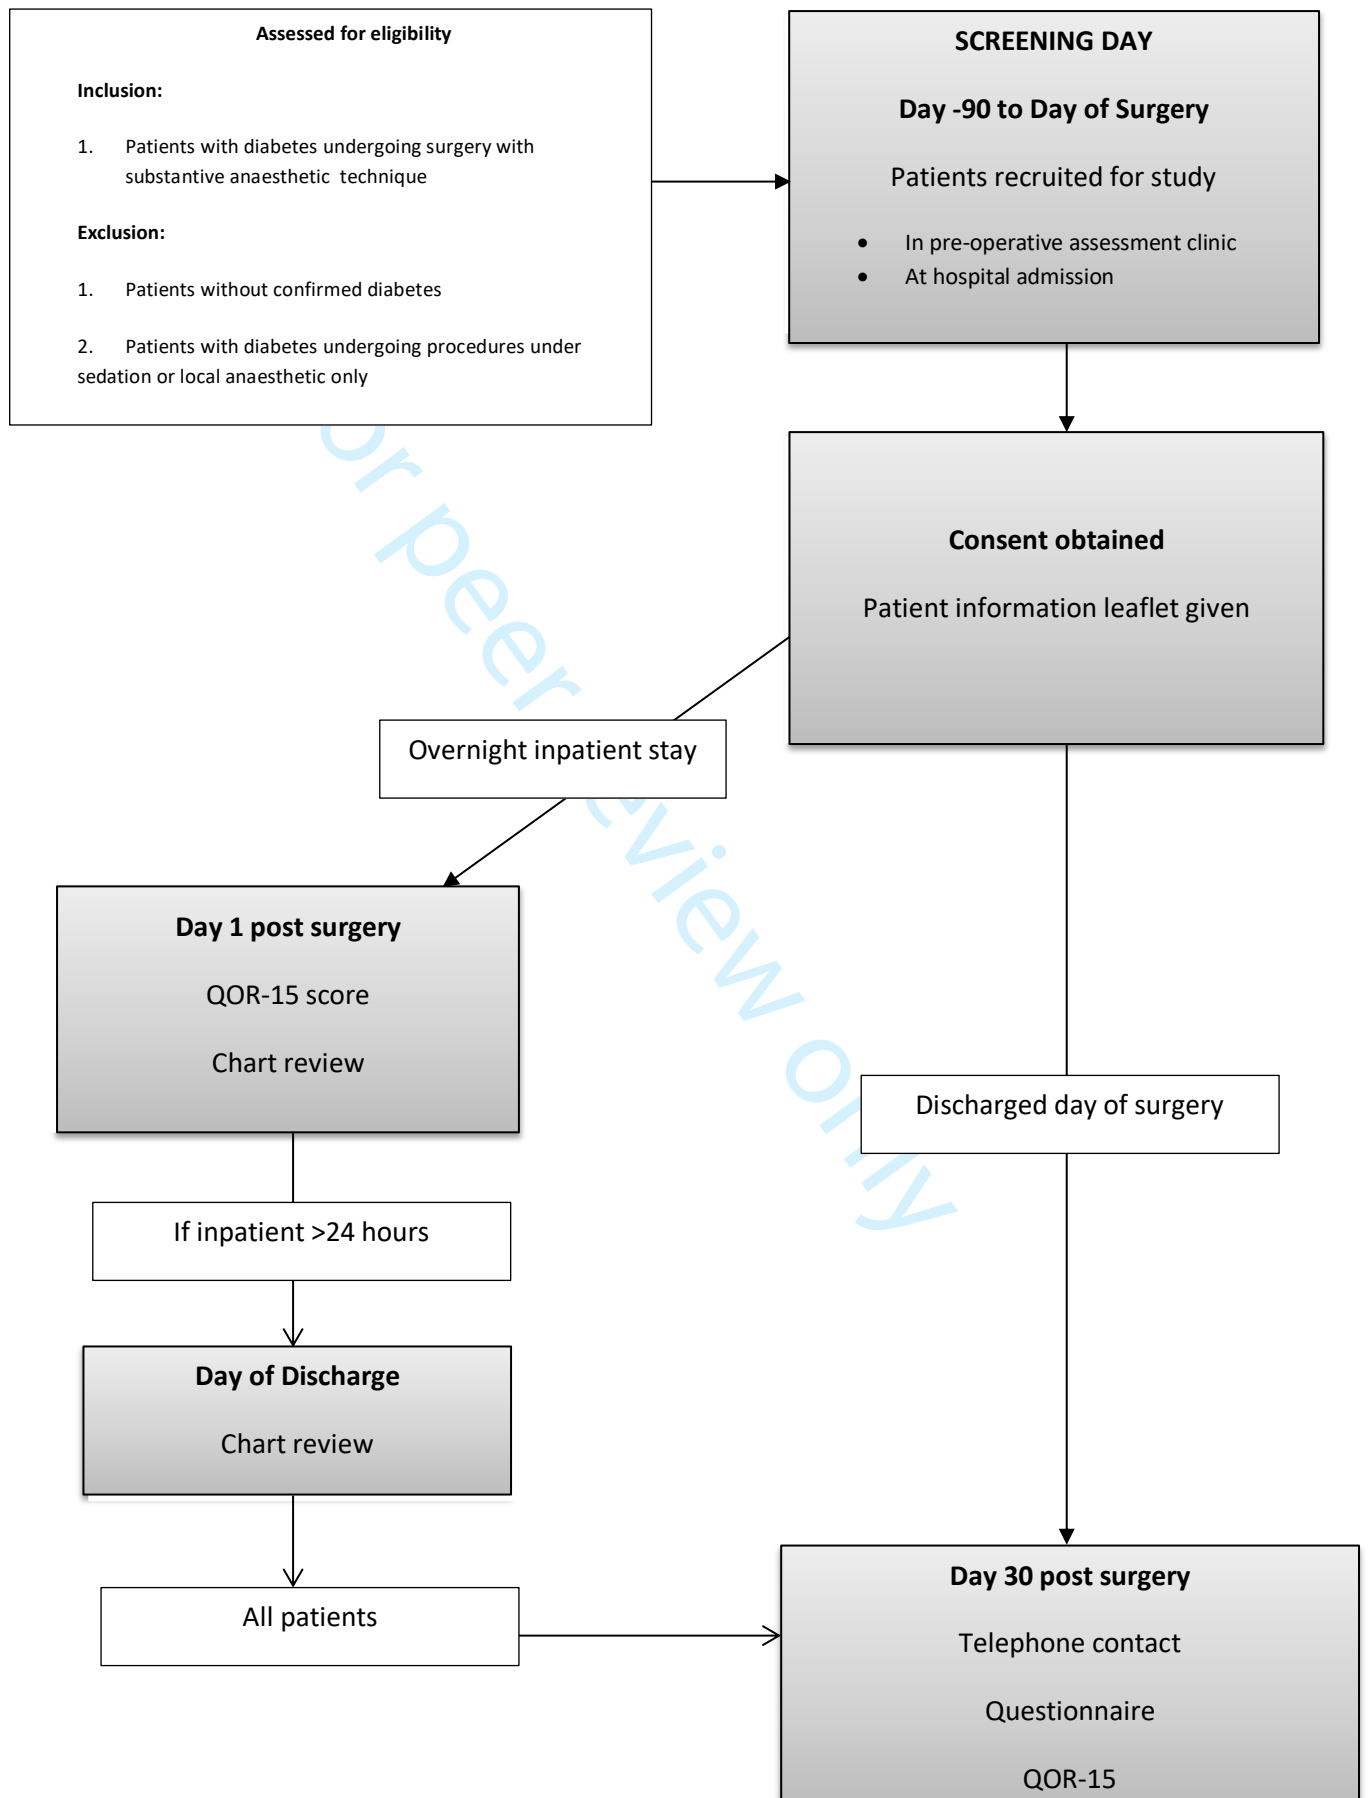 Assessed for eligibility
Inclusion:
1. Patients with diabetes undergoing surgery with
substantive anaesthetic technique
Exclusion:
1. Patients without confirmed diabetes
2. Patients with diabetes undergoing procedures under
sedation or local anaesthetic only
SCREENING DAY
Day -90 to Day of Surgery
Patients recruited for study
• In pre-operative assessment clinic
• At hospital admission
Consent obtained
Patient information leaflet given
Overnight inpatient stay
Day 1 post surgery
QOR-15 score
Chart review
Discharged day of surgery
If inpatient >24 hours
Day of Discharge
Chart review
All patients
Day 30 post surgery
Telephone contact
Questionnaire
QOR-15
or peer review only